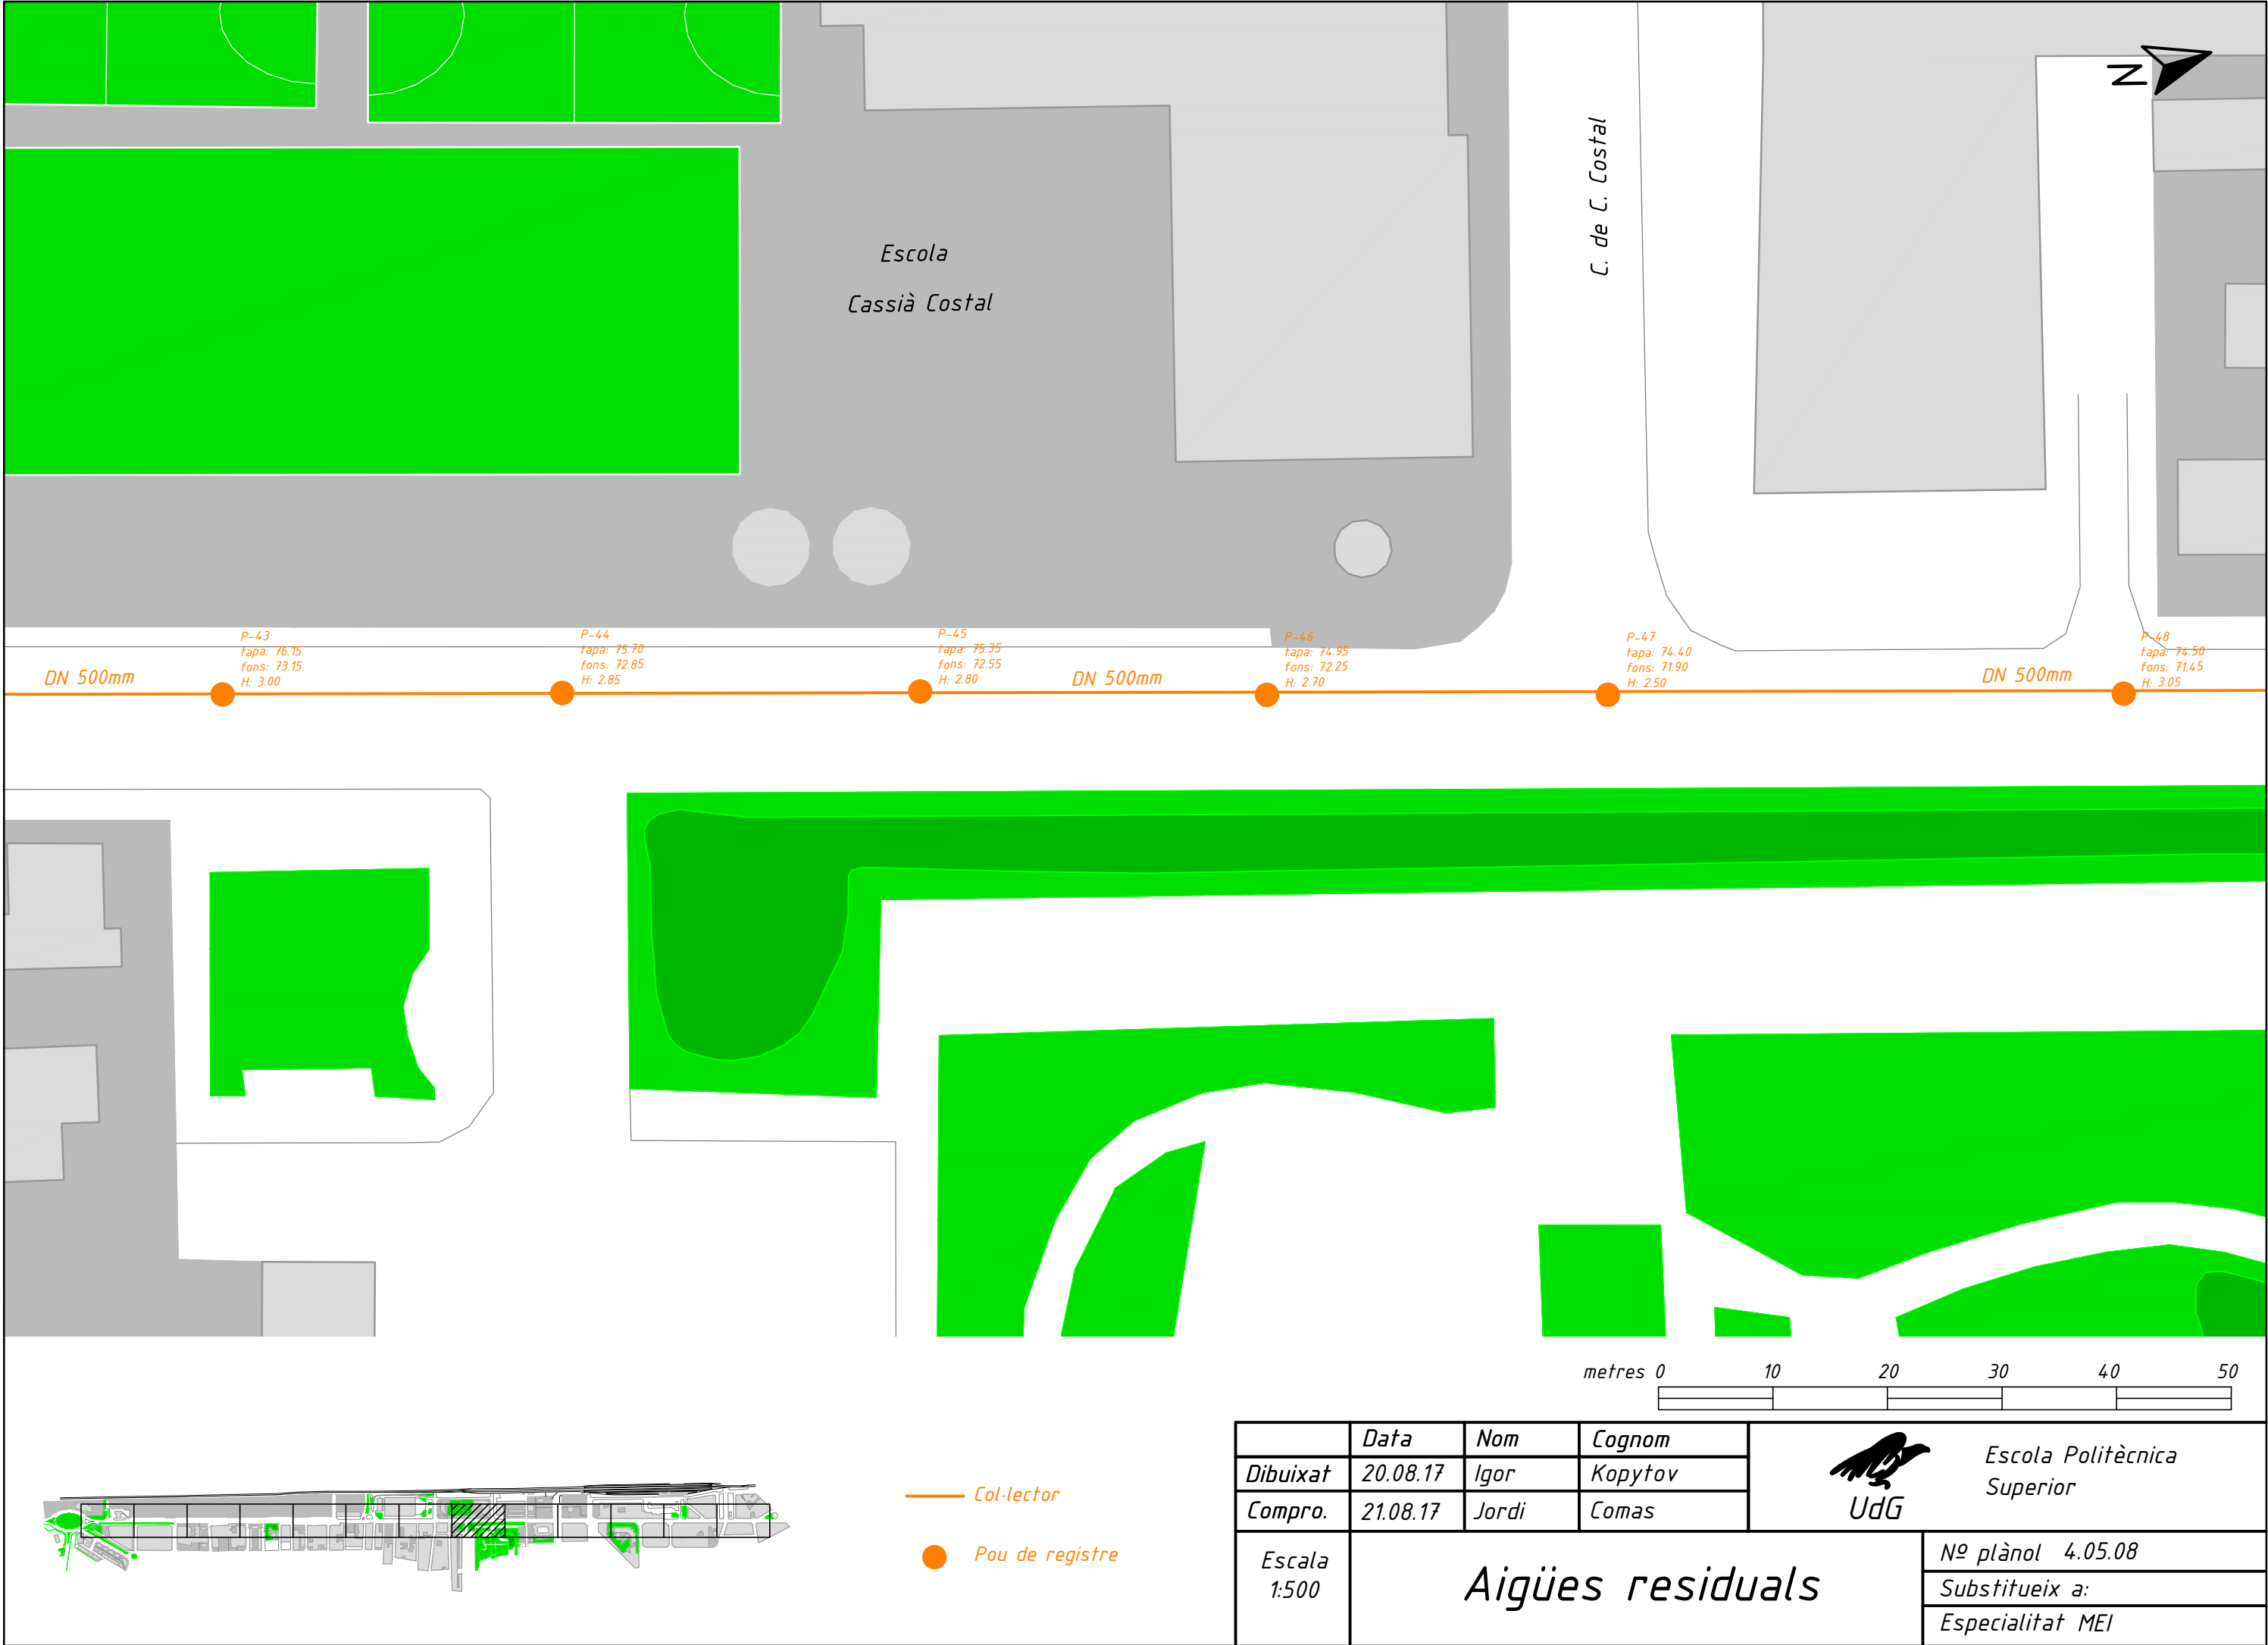 N
C. de C. Costal
Escola
Cassià Costal
P-43
tapa: 76.15
fons: 73.15
H: 3.00
P-44
tapa: 75.70
fons: 72.85
H: 2.85
P-45
tapa: 75.35
fons: 72.55
H: 2.80
P-46
tapa: 74.95
fons: 72.25
H: 2.70
P-47
tapa: 74.40
fons: 71.90
H: 2.50
P-48
tapa: 74.50
fons: 71.45
H: 3.05
DN 500mm
DN 500mm
DN 500mm
metres 0 10 20 30 40 50
Col·lector
Pou de registre
Data Nom Cognom
Dibuixat 20.08.17 Igor Kopytov
Compro. 21.08.17 Jordi Comas
UdG
Escola Politècnica
Superior
Escala
1:500
Aigües residuals
Nº plànol 4.05.08
Substitueix a:
Especialitat MEI